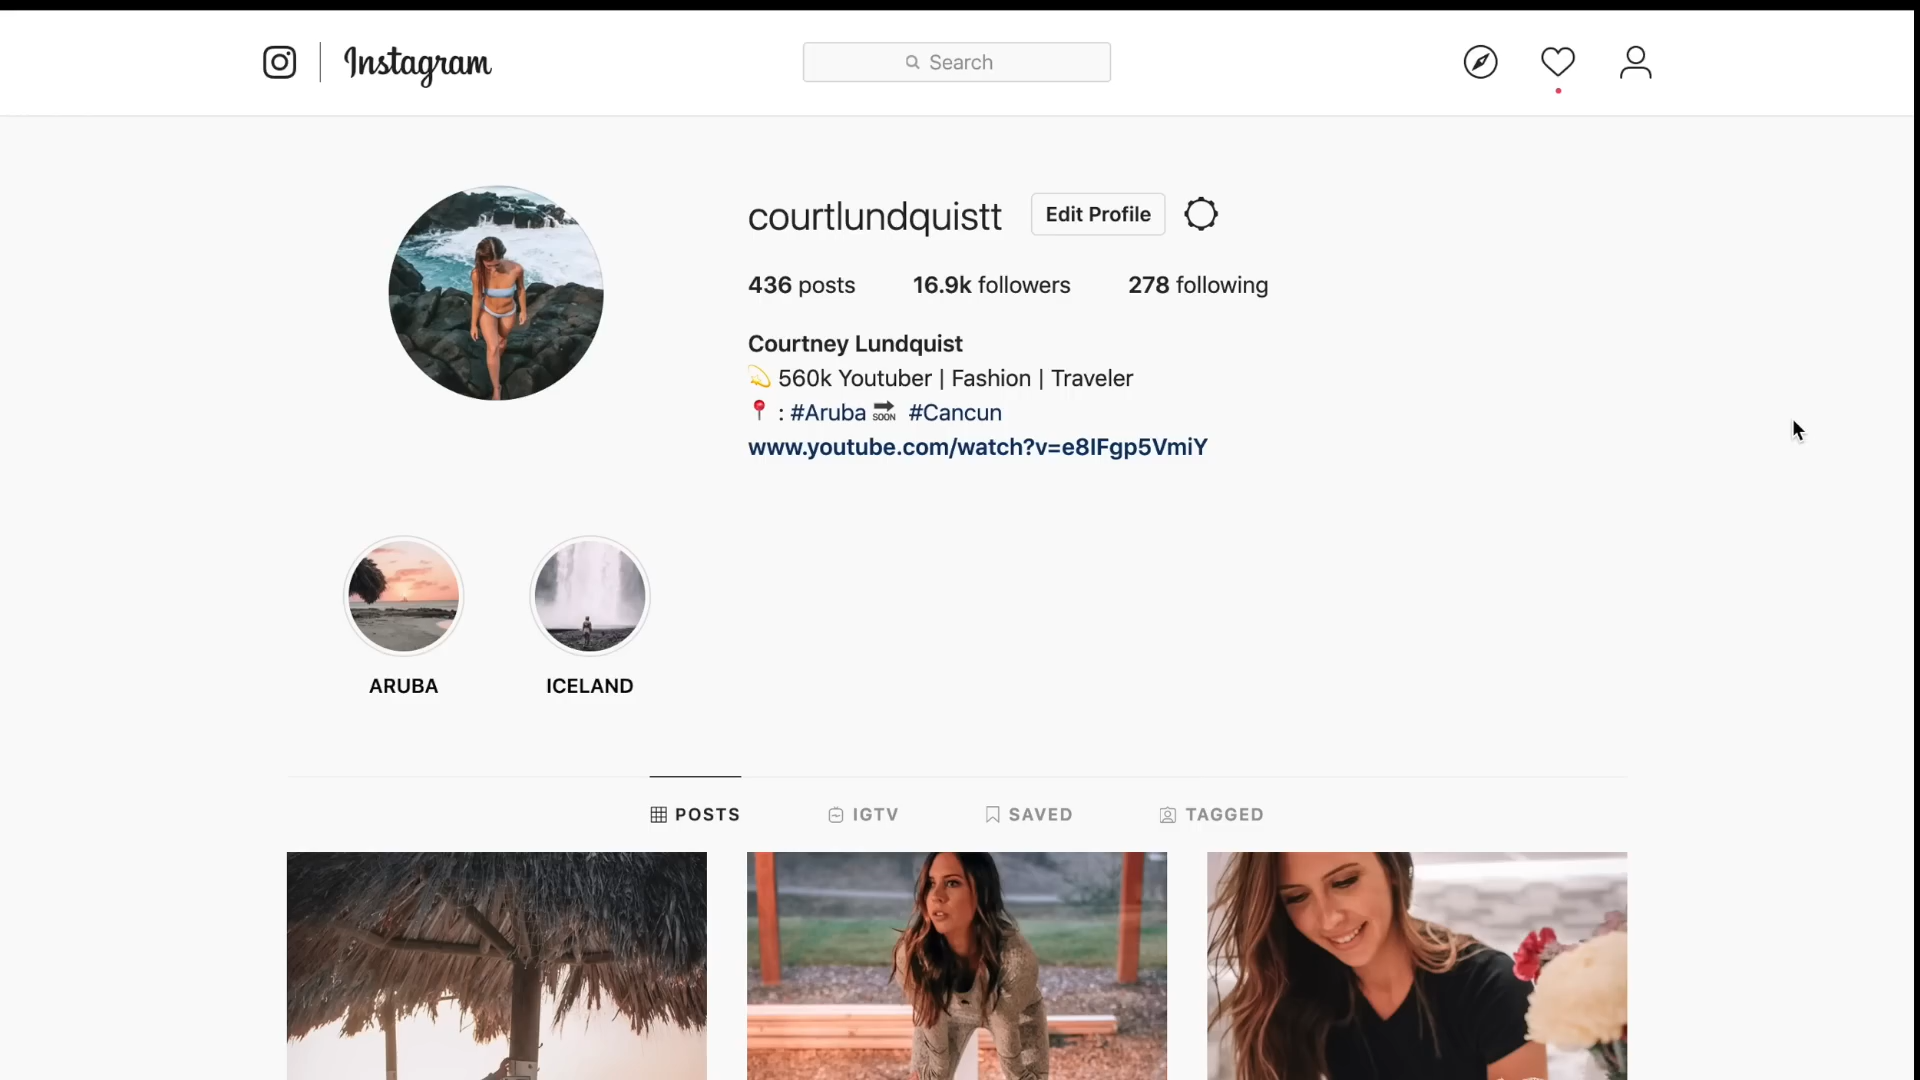 Instagram
Search
courtlundquistt Edit Profile
436 posts 16.9k followers 278 following
Courtney Lundquist
💫 560k Youtuber | Fashion | Traveler
📍 : #Aruba 🔜 #Cancun
www.youtube.com/watch?v=e8IFgp5VmiY
ARUBA ICELAND
POSTS IGTV SAVED TAGGED